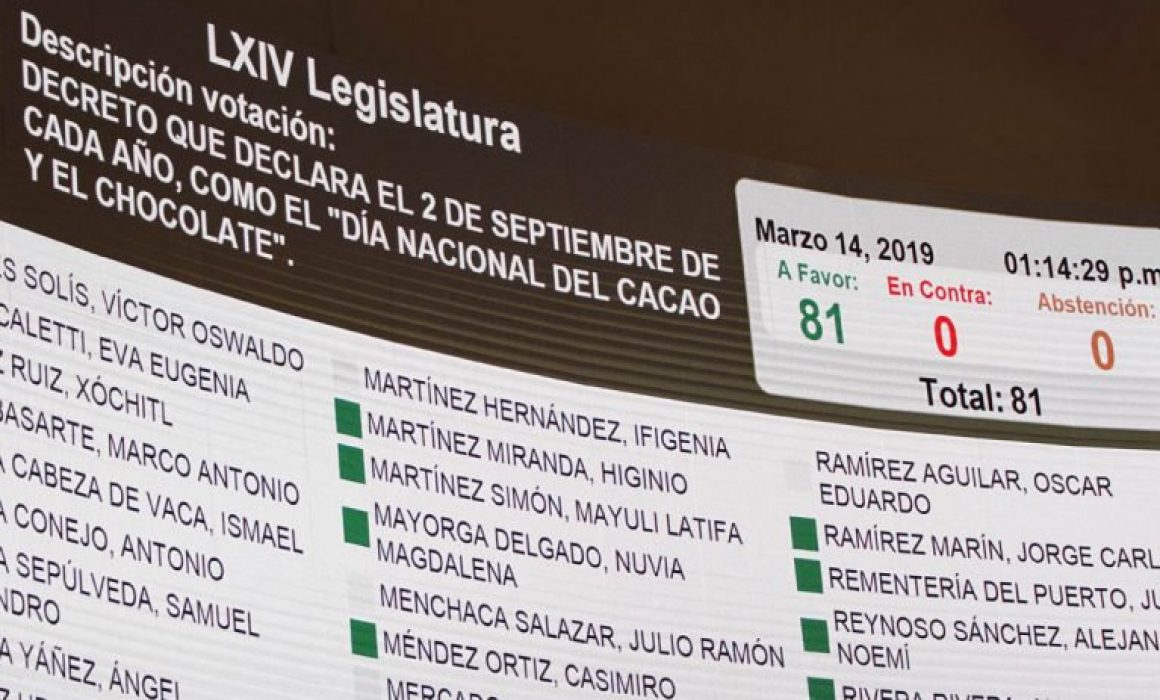 LXIV Legislatura
Descripción votación:
DECRETO QUE DECLARA EL 2 DE SEPTIEMBRE DE
CADA AÑO, COMO EL "DÍA NACIONAL DEL CACAO
Y EL CHOCOLATE".
Marzo 14, 2019 01:14:29 p.m
A Favor: En Contra: Abstención:
81 0 0
Total: 81
SOLÍS, VÍCTOR OSWALDO
EVA EUGENIA
RUIZ, XÓCHITL
MARCO ANTONIO
CABEZA DE VACA, ISMAEL
CONEJO, ANTONIO
SEPÚLVEDA, SAMUEL
YÁÑEZ, ÁNGEL
MARTÍNEZ HERNÁNDEZ, IFIGENIA
MARTÍNEZ MIRANDA, HIGINIO
MARTÍNEZ SIMÓN, MAYULI LATIFA
MAYORGA DELGADO, NUVIA
MAGDALENA
MENCHACA SALAZAR, JULIO RAMÓN
MÉNDEZ ORTIZ, CASIMIRO
RAMÍREZ AGUILAR, OSCAR
EDUARDO
RAMÍREZ MARÍN, JORGE CARL
REMENTERÍA DEL PUERTO, JU
REYNOSO SÁNCHEZ, ALEJAN
NOEMÍ